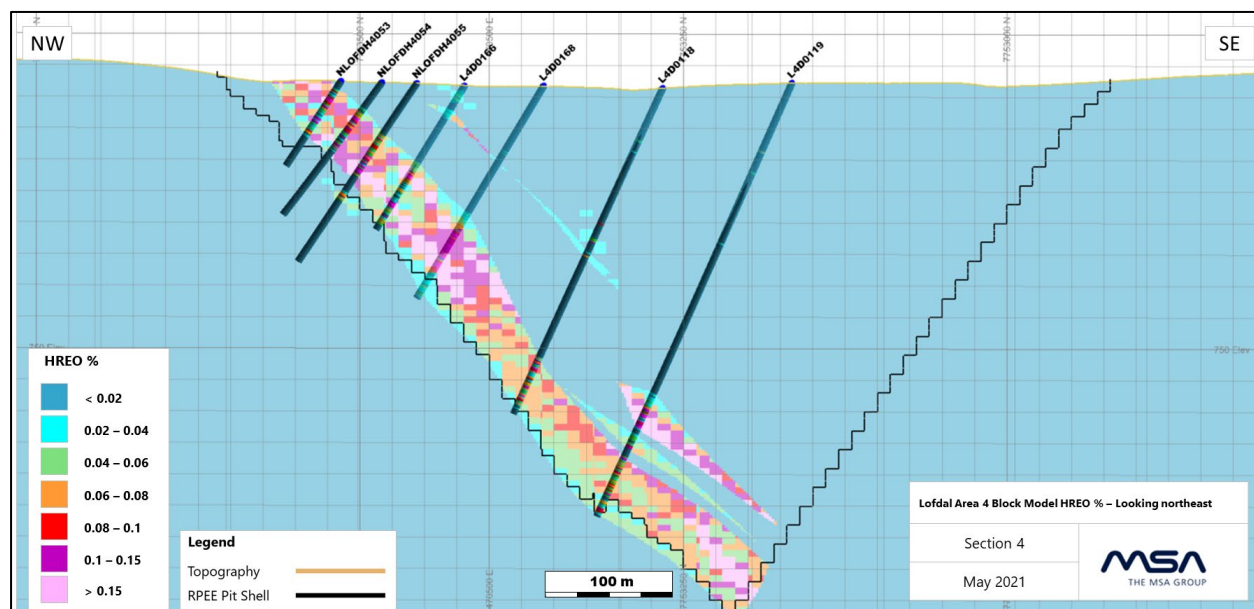 NW
SE
NLOFDH4053
NLOFDH4054
NLOFDH4055
L4D0166
L4D0168
L4D0118
L4D0119
7753000 N
7753250 N
750 Elev
750 Elev
HREO %
< 0.02
0.02 – 0.04
0.04 – 0.06
0.06 – 0.08
0.08 – 0.1
0.1 – 0.15
> 0.15
Legend
Topography
RPEE Pit Shell
100 m
7753250 N
Lofdal Area 4 Block Model HREO % – Looking northeast
Section 4
May 2021
MSA
THE MSA GROUP